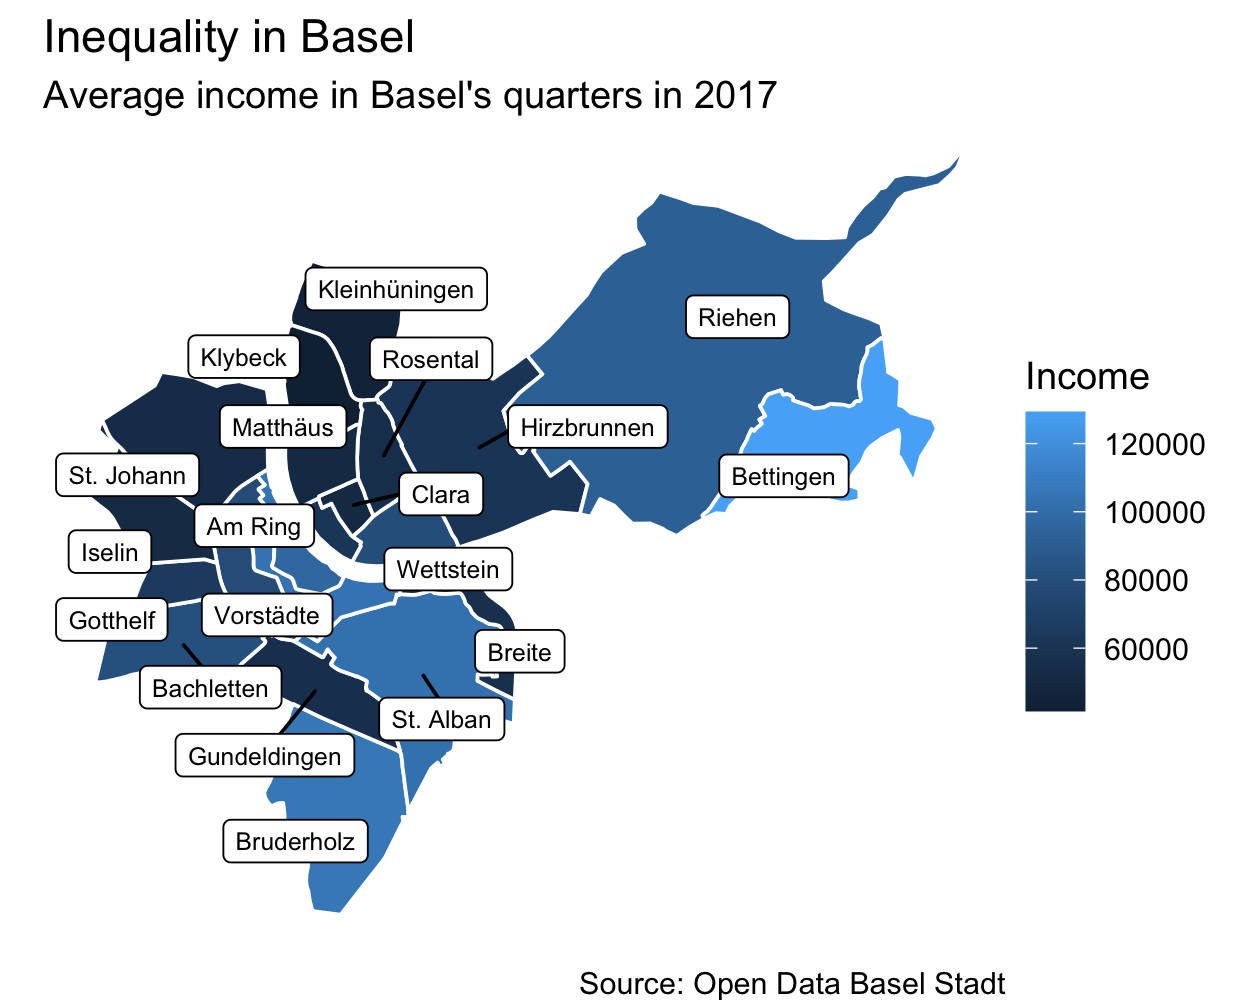 Inequality in Basel
Average income in Basel's quarters in 2017
Kleinhüningen
Riehen
Klybeck
Rosental
Matthäus
Hirzbrunnen
St. Johann
Bettingen
Clara
Am Ring
Iselin
Wettstein
Gotthelf
Vorstädte
Breite
Bachletten
St. Alban
Gundeldingen
Bruderholz
Income
120000
100000
80000
60000
Source: Open Data Basel Stadt